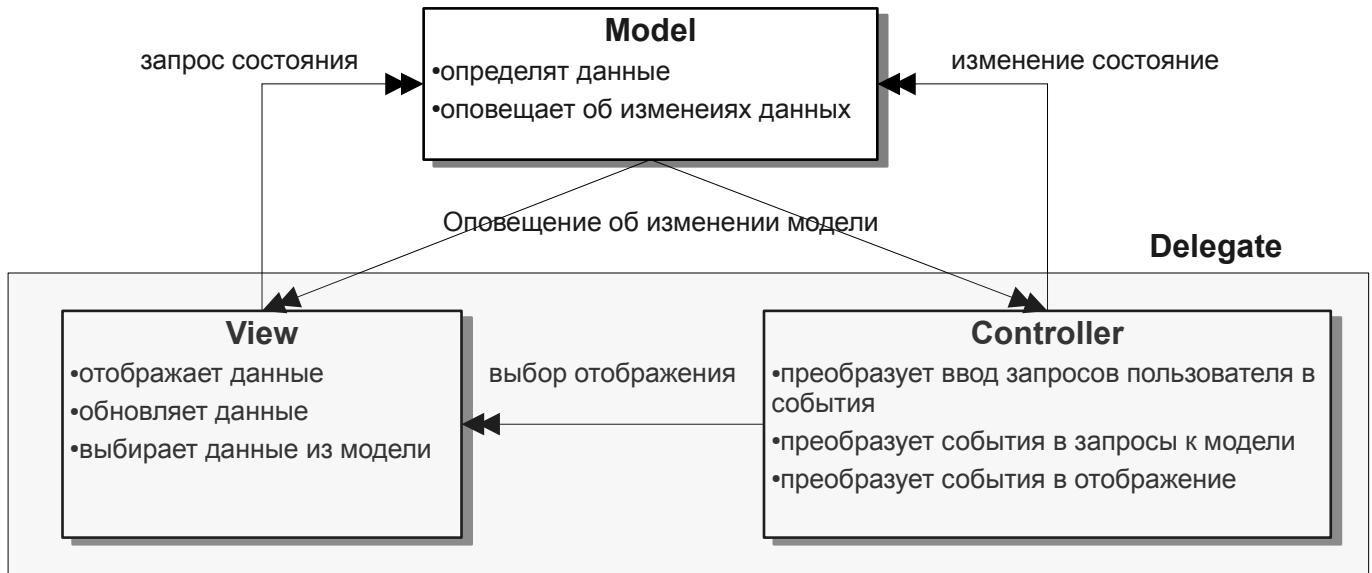 Model
•определят данные
•оповещает об изменеиях данных
запрос состояния
изменение состояние
Оповещение об изменении модели
Delegate
View
•отображает данные
•обновляет данные
•выбирает данные из модели
выбор отображения
Controller
•преобразует ввод запросов пользователя в
события
•преобразует события в запросы к модели
•преобразует события в отображение